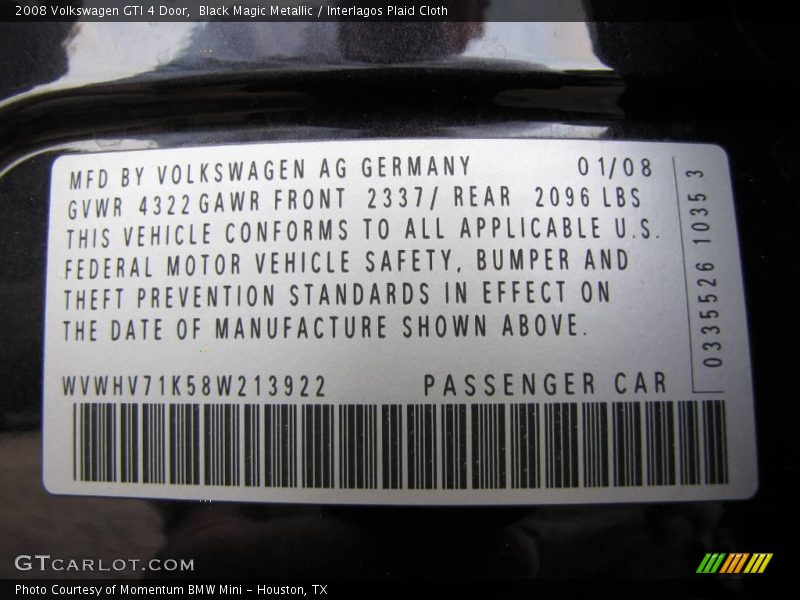 2008 Volkswagen GTI 4 Door,  Black Magic Metallic / Interlagos Plaid Cloth
MFD BY VOLKSWAGEN AG GERMANY 01/08
GVWR 4322 GAWR FRONT 2337/ REAR 2096 LBS
THIS VEHICLE CONFORMS TO ALL APPLICABLE U.S.
FEDERAL MOTOR VEHICLE SAFETY, BUMPER AND
THEFT PREVENTION STANDARDS IN EFFECT ON
THE DATE OF MANUFACTURE SHOWN ABOVE.
WVWHV71K58W213922 PASSENGER CAR
0335526 1035 3
GTCARLOT.COM
Photo Courtesy of Momentum BMW Mini - Houston, TX